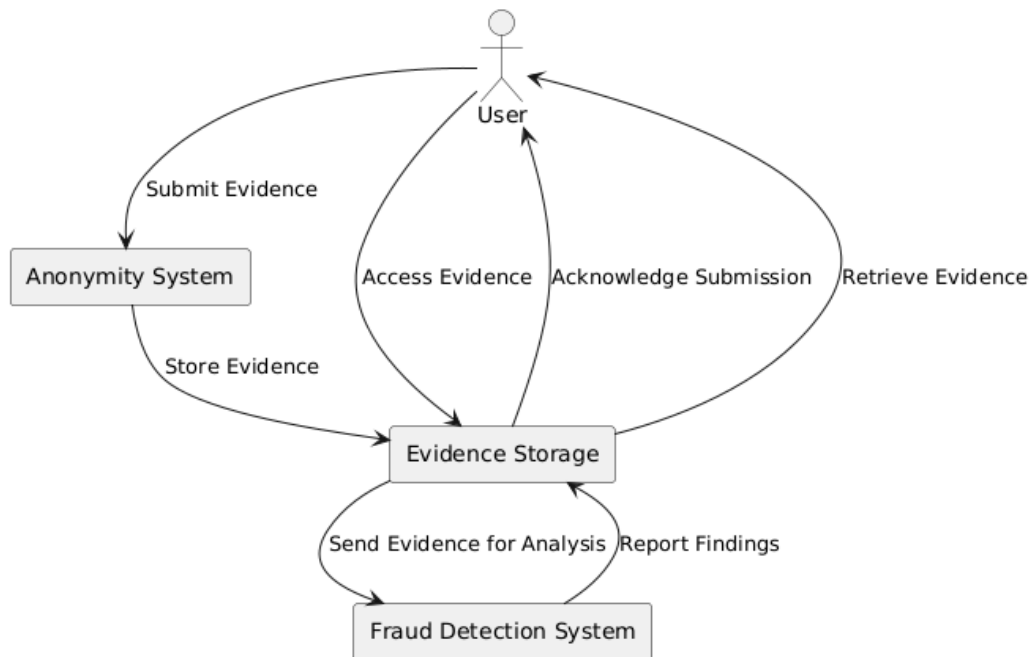 User
Submit Evidence
Anonymity System
Access Evidence
Acknowledge Submission
Retrieve Evidence
Store Evidence
Evidence Storage
Send Evidence for Analysis
Report Findings
Fraud Detection System